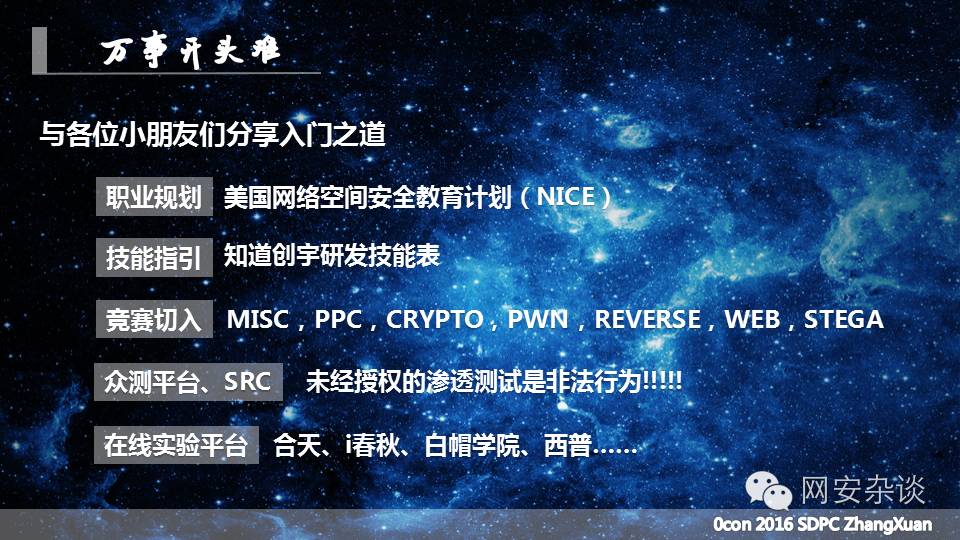 万事开头难
与各位小朋友们分享入门之道
职业规划 美国网络空间安全教育计划（NICE）
技能指引 知道创宇研发技能表
竞赛切入 MISC，PPC，CRYPTO，PWN，REVERSE，WEB，STEGA
众测平台、SRC 未经授权的渗透测试是非法行为!!!!!
在线实验平台 合天、i春秋、白帽学院、西普……
网安杂谈
0con 2016 SDPC ZhangXuan